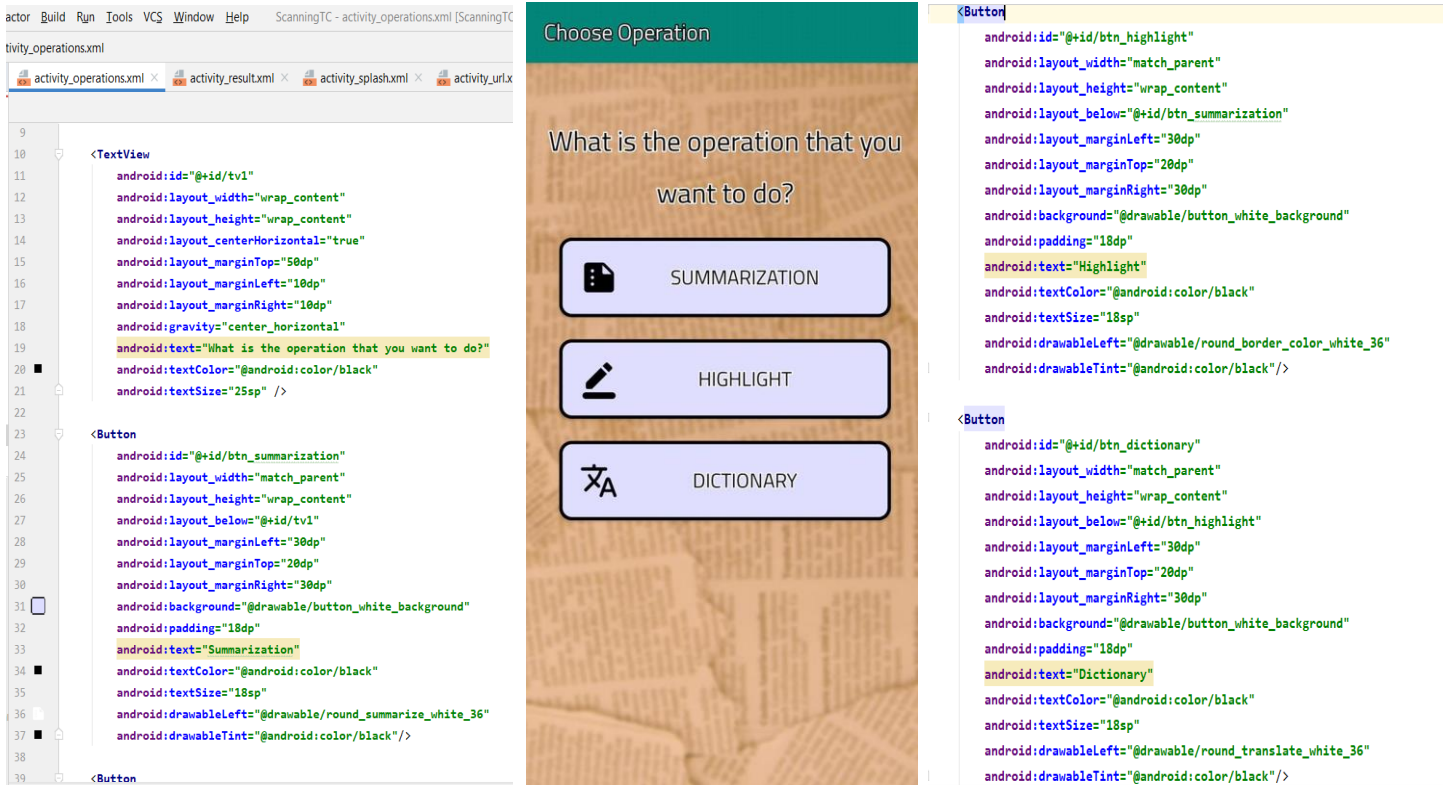 actor Build Run Tools VCS Window Help ScanningTC - activity_operations.xml [ScanningTC
tivity_operations.xml
activity_operations.xml × activity_result.xml × activity_splash.xml × activity_url.x
9
10 <TextView
11 android:id="@+id/tv1"
12 android:layout_width="wrap_content"
13 android:layout_height="wrap_content"
14 android:layout_centerHorizontal="true"
15 android:layout_marginTop="50dp"
16 android:layout_marginLeft="10dp"
17 android:layout_marginRight="10dp"
18 android:gravity="center_horizontal"
19 android:text="What is the operation that you want to do?"
20 android:textColor="@android:color/black"
21 android:textSize="25sp" />
22
23 <Button
24 android:id="@+id/btn_summarization"
25 android:layout_width="match_parent"
26 android:layout_height="wrap_content"
27 android:layout_below="@+id/tv1"
28 android:layout_marginLeft="30dp"
29 android:layout_marginTop="20dp"
30 android:layout_marginRight="30dp"
31 android:background="@drawable/button_white_background"
32 android:padding="18dp"
33 android:text="Summarization"
34 android:textColor="@android:color/black"
35 android:textSize="18sp"
36 android:drawableLeft="@drawable/round_summarize_white_36"
37 android:drawableTint="@android:color/black"/>
38
39 <Button
Choose Operation
What is the operation that you
want to do?
SUMMARIZATION
HIGHLIGHT
DICTIONARY
<Button
android:id="@+id/btn_highlight"
android:layout_width="match_parent"
android:layout_height="wrap_content"
android:layout_below="@+id/btn_summarization"
android:layout_marginLeft="30dp"
android:layout_marginTop="20dp"
android:layout_marginRight="30dp"
android:background="@drawable/button_white_background"
android:padding="18dp"
android:text="Highlight"
android:textColor="@android:color/black"
android:textSize="18sp"
android:drawableLeft="@drawable/round_border_color_white_36"
android:drawableTint="@android:color/black"/>
<Button
android:id="@+id/btn_dictionary"
android:layout_width="match_parent"
android:layout_height="wrap_content"
android:layout_below="@+id/btn_highlight"
android:layout_marginLeft="30dp"
android:layout_marginTop="20dp"
android:layout_marginRight="30dp"
android:background="@drawable/button_white_background"
android:padding="18dp"
android:text="Dictionary"
android:textColor="@android:color/black"
android:textSize="18sp"
android:drawableLeft="@drawable/round_translate_white_36"
android:drawableTint="@android:color/black"/>